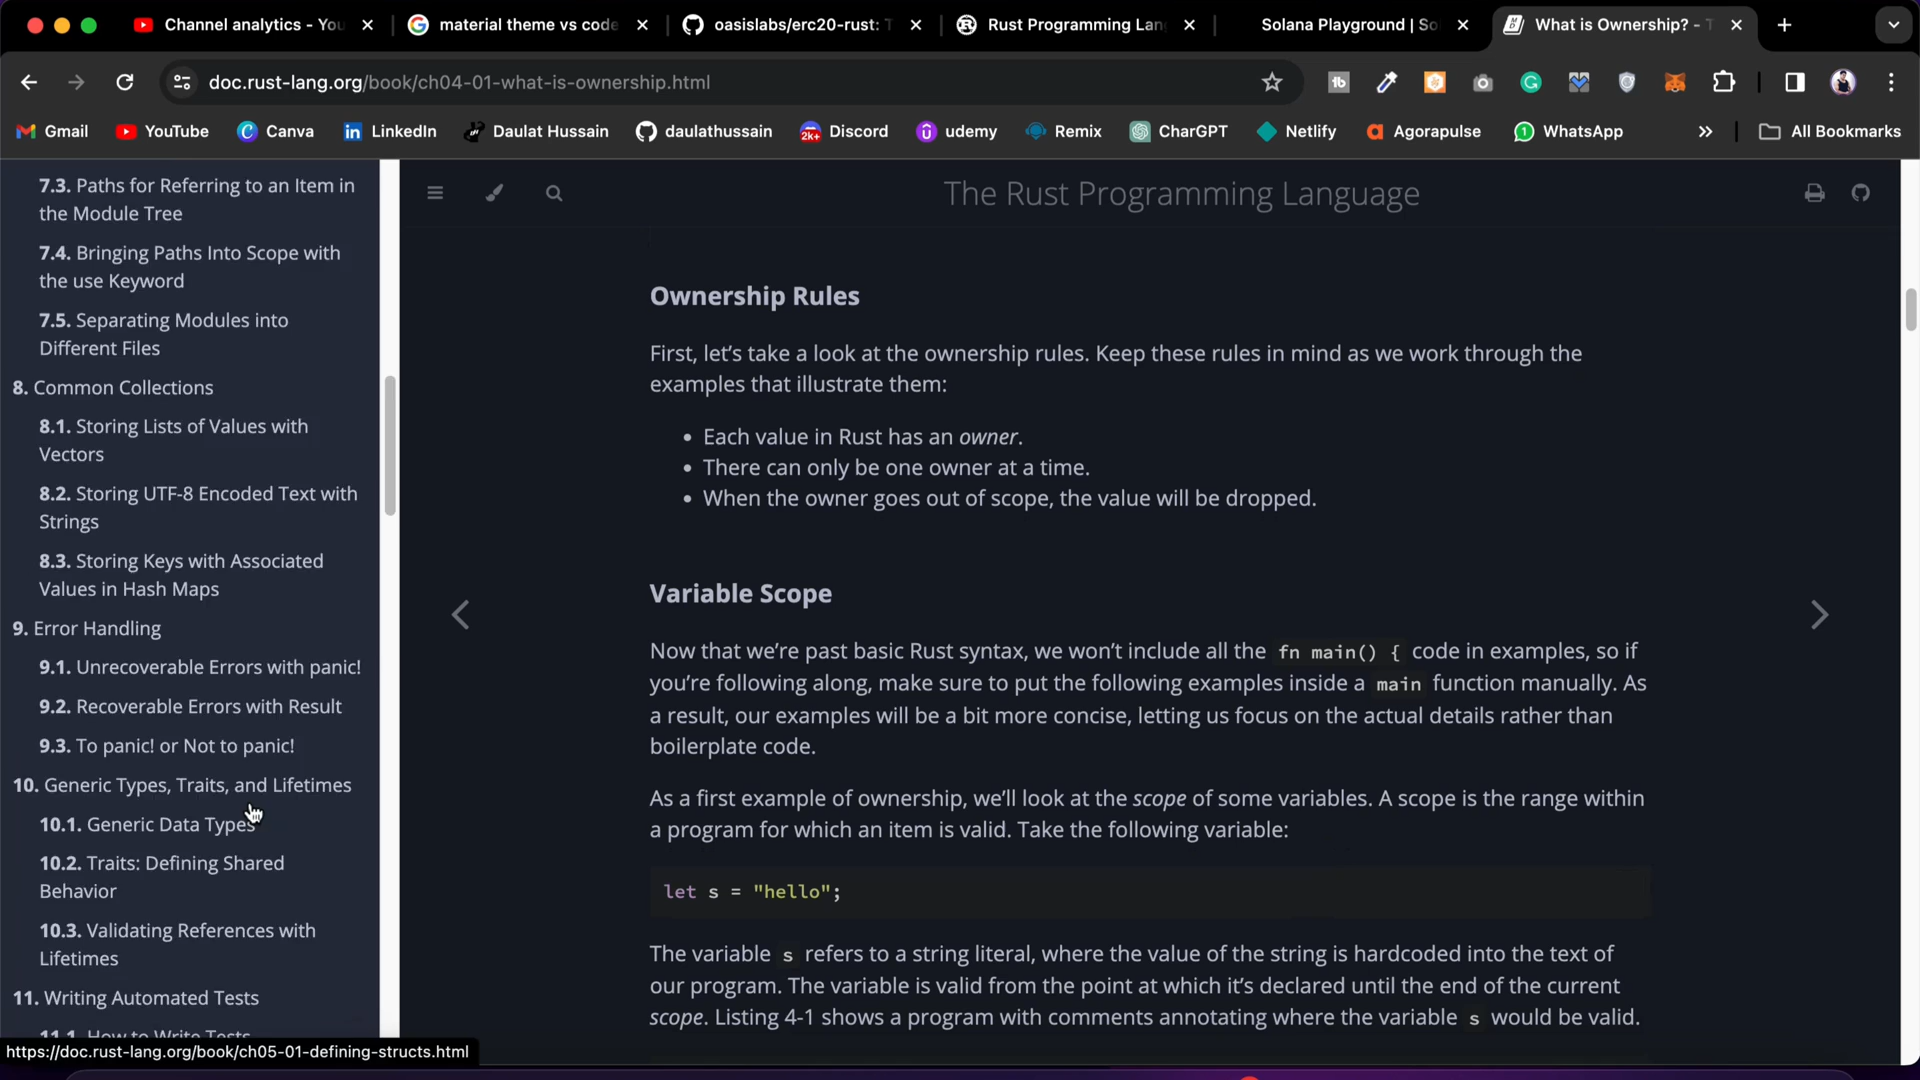 Channel analytics - You
material theme vs code
oasislabs/erc20-rust: T
Rust Programming Lan
Solana Playground | So
What is Ownership? - T
doc.rust-lang.org/book/ch04-01-what-is-ownership.html
Gmail
YouTube
Canva
LinkedIn
Daulat Hussain
daulathussain
Discord
udemy
Remix
CharGPT
Netlify
Agorapulse
WhatsApp
All Bookmarks
7.3. Paths for Referring to an Item in
the Module Tree
7.4. Bringing Paths Into Scope with
the use Keyword
7.5. Separating Modules into
Different Files
8. Common Collections
8.1. Storing Lists of Values with
Vectors
8.2. Storing UTF-8 Encoded Text with
Strings
8.3. Storing Keys with Associated
Values in Hash Maps
9. Error Handling
9.1. Unrecoverable Errors with panic!
9.2. Recoverable Errors with Result
9.3. To panic! or Not to panic!
10. Generic Types, Traits, and Lifetimes
10.1. Generic Data Types
10.2. Traits: Defining Shared
Behavior
10.3. Validating References with
Lifetimes
11. Writing Automated Tests
11.1. How to Write Tests
https://doc.rust-lang.org/book/ch05-01-defining-structs.html
The Rust Programming Language
Ownership Rules
First, let's take a look at the ownership rules. Keep these rules in mind as we work through the
examples that illustrate them:
• Each value in Rust has an owner.
• There can only be one owner at a time.
• When the owner goes out of scope, the value will be dropped.
Variable Scope
Now that we're past basic Rust syntax, we won't include all the fn main() { code in examples, so if
you're following along, make sure to put the following examples inside a main function manually. As
a result, our examples will be a bit more concise, letting us focus on the actual details rather than
boilerplate code.
As a first example of ownership, we'll look at the scope of some variables. A scope is the range within
a program for which an item is valid. Take the following variable:
let s = "hello";
The variable s refers to a string literal, where the value of the string is hardcoded into the text of
our program. The variable is valid from the point at which it's declared until the end of the current
scope. Listing 4-1 shows a program with comments annotating where the variable s would be valid.